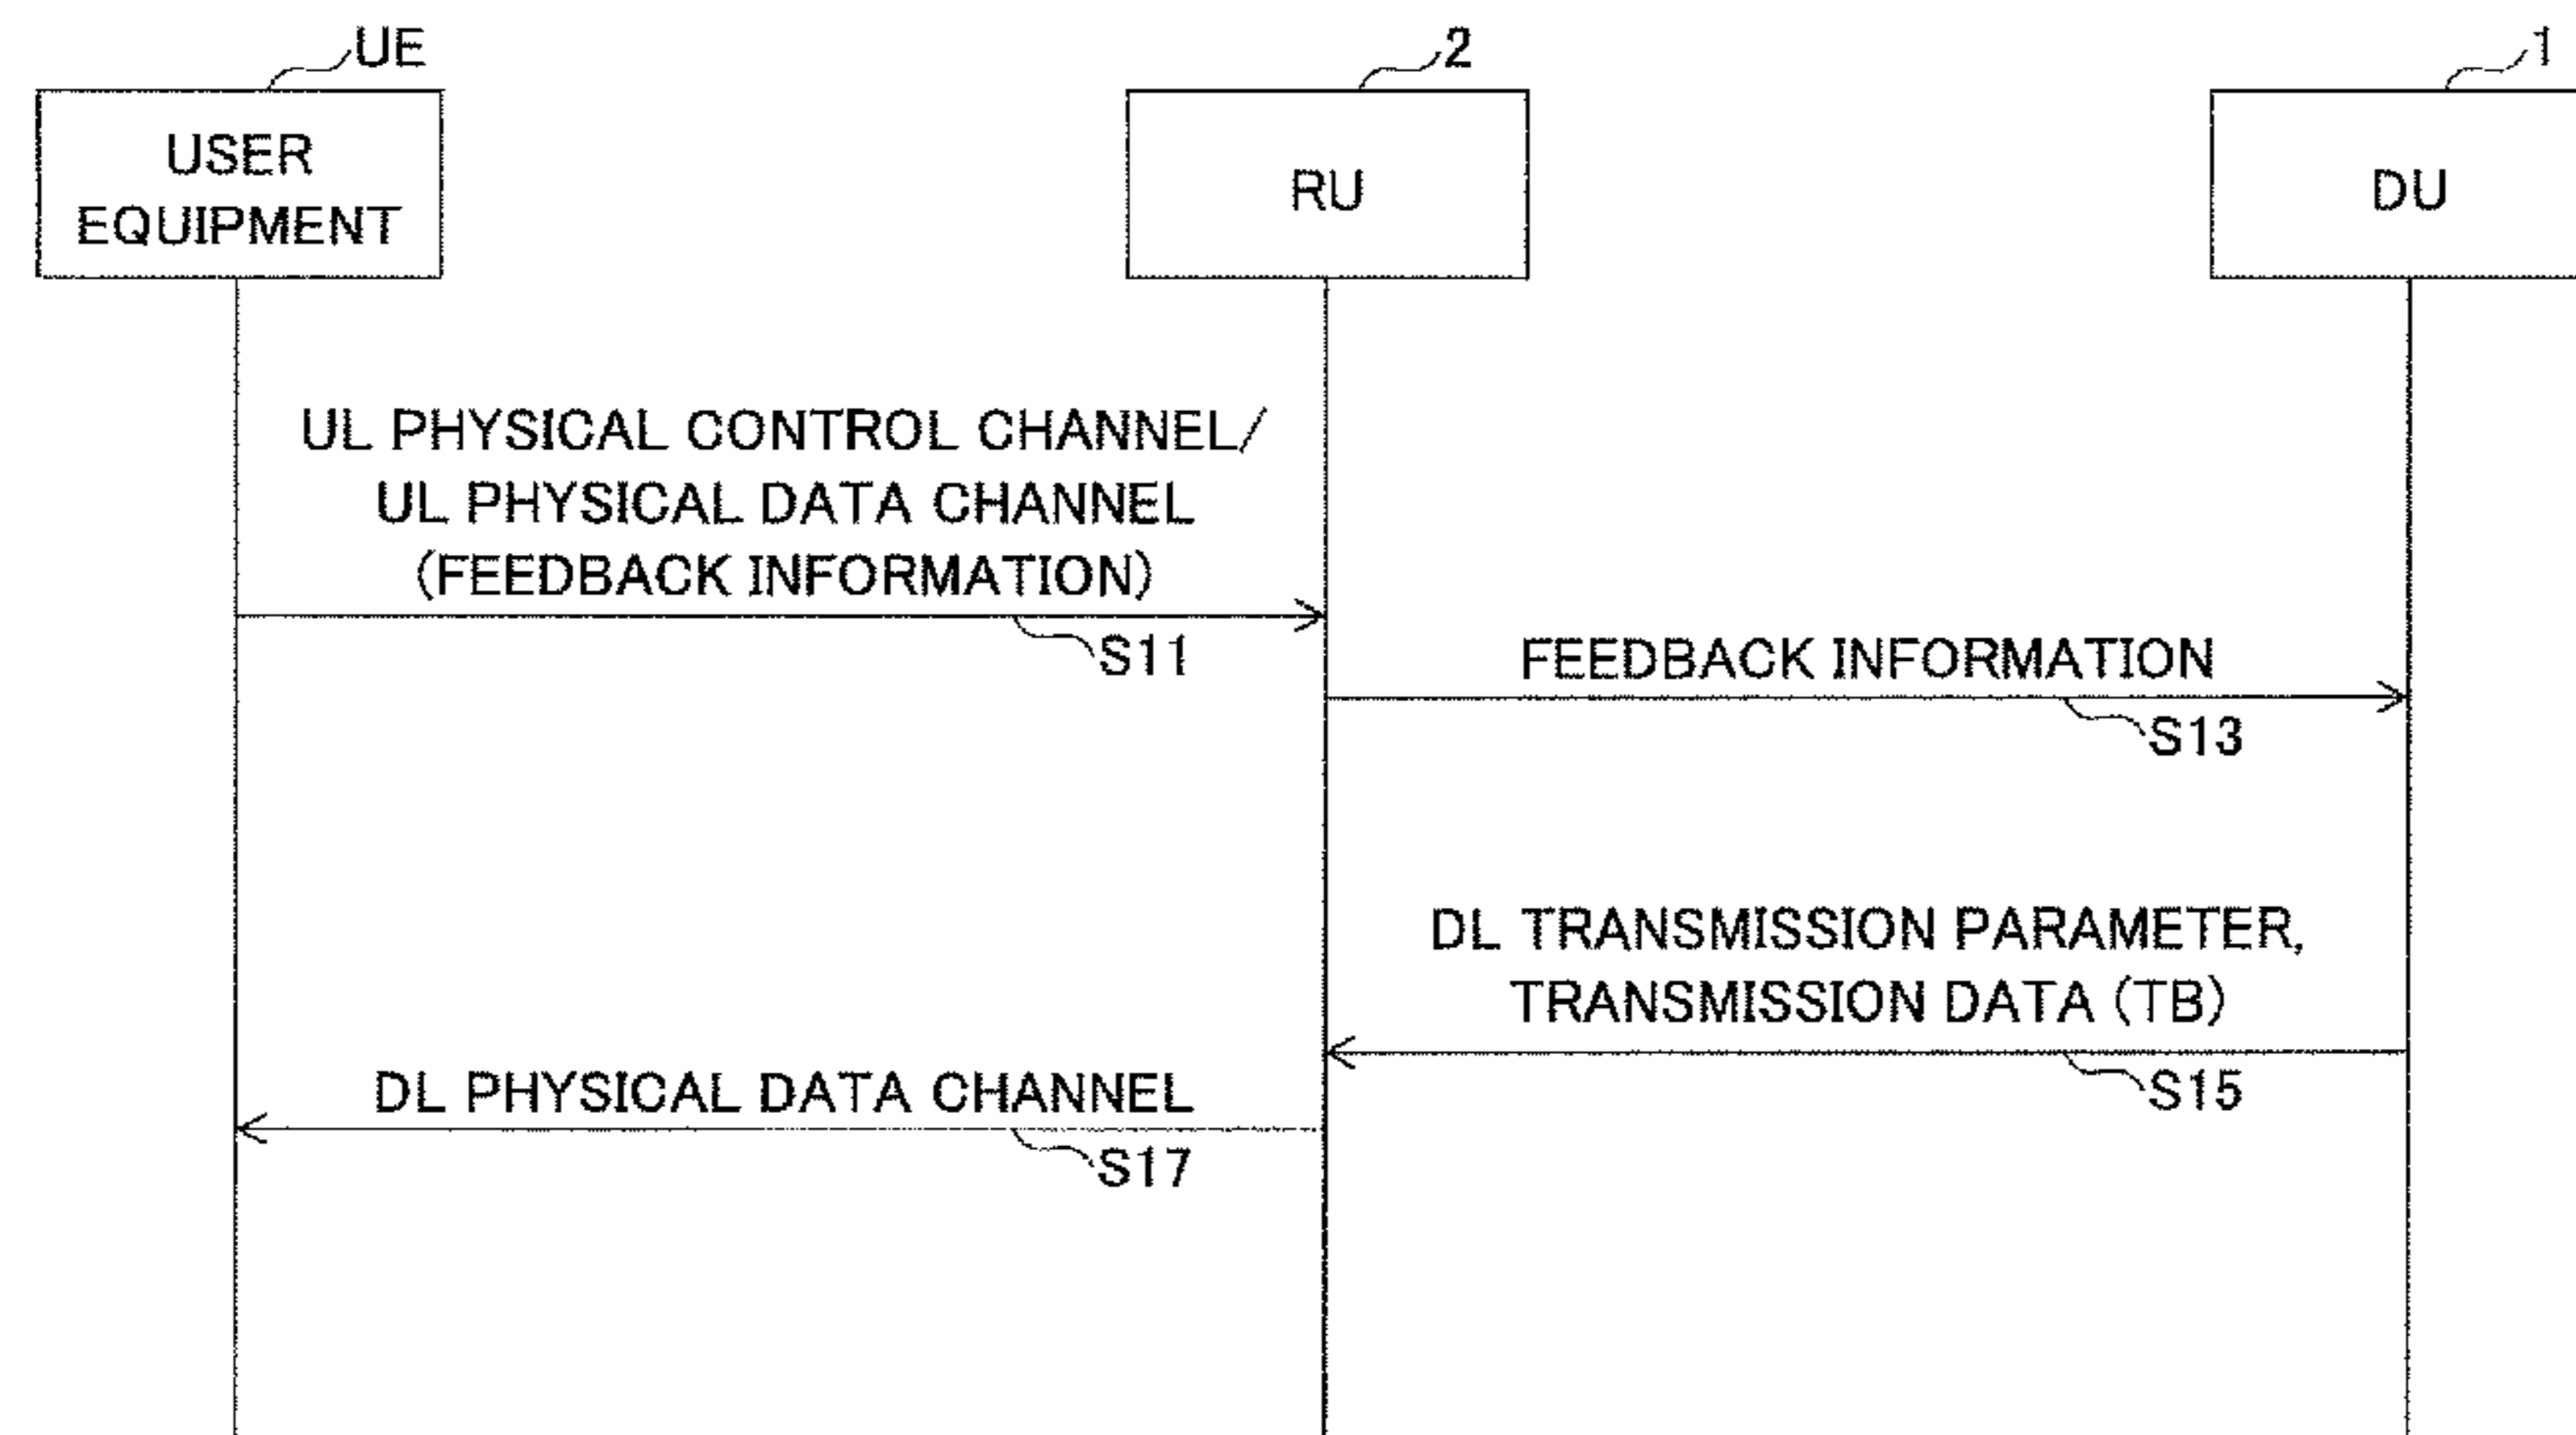 UE
2
1
USER
EQUIPMENT
RU
DU
UL PHYSICAL CONTROL CHANNEL/
UL PHYSICAL DATA CHANNEL
(FEEDBACK INFORMATION)
S11
FEEDBACK INFORMATION
S13
DL TRANSMISSION PARAMETER,
TRANSMISSION DATA (TB)
S15
DL PHYSICAL DATA CHANNEL
S17